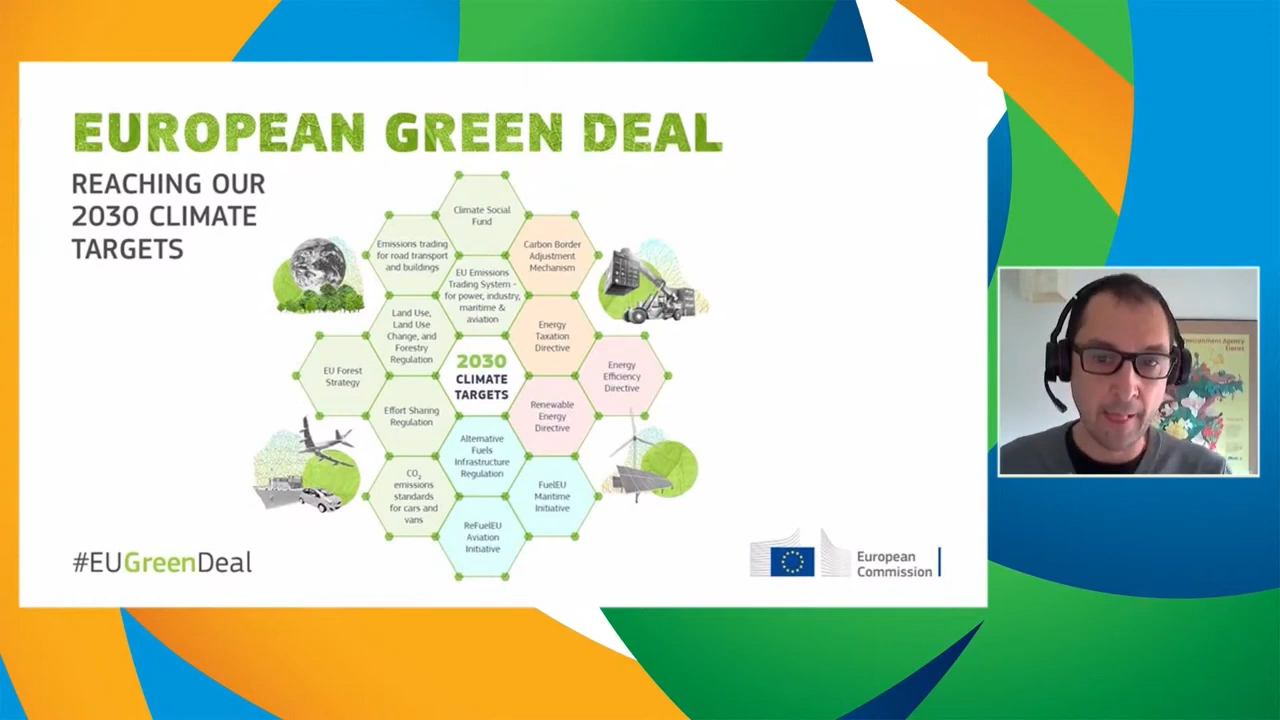 EUROPEAN GREEN DEAL
REACHING OUR
2030 CLIMATE
TARGETS
Climate Social
Fund
Emissions trading
for road transport
and buildings
Carbon Border
Adjustment
Mechanism
EU Emissions
Trading System -
for power, industry,
maritime &
aviation
Land Use,
Land Use
Change, and
Forestry
Regulation
Energy
Taxation
Directive
EU Forest
Strategy
2030
CLIMATE
TARGETS
Energy
Efficiency
Directive
Effort Sharing
Regulation
Renewable
Energy
Directive
Alternative
Fuels
Infrastructure
Regulation
CO2
emissions
standards
for cars and
vans
FuelEU
Maritime
Initiative
ReFuelEU
Aviation
Initiative
#EUGreenDeal
European
Commission
Environment Agency